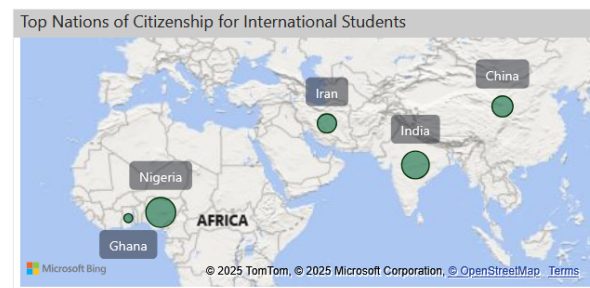 Top Nations of Citizenship for International Students
China
Iran
India
Nigeria
AFRICA
Ghana
Microsoft Bing
© 2025 TomTom, © 2025 Microsoft Corporation, © OpenStreetMap Terms